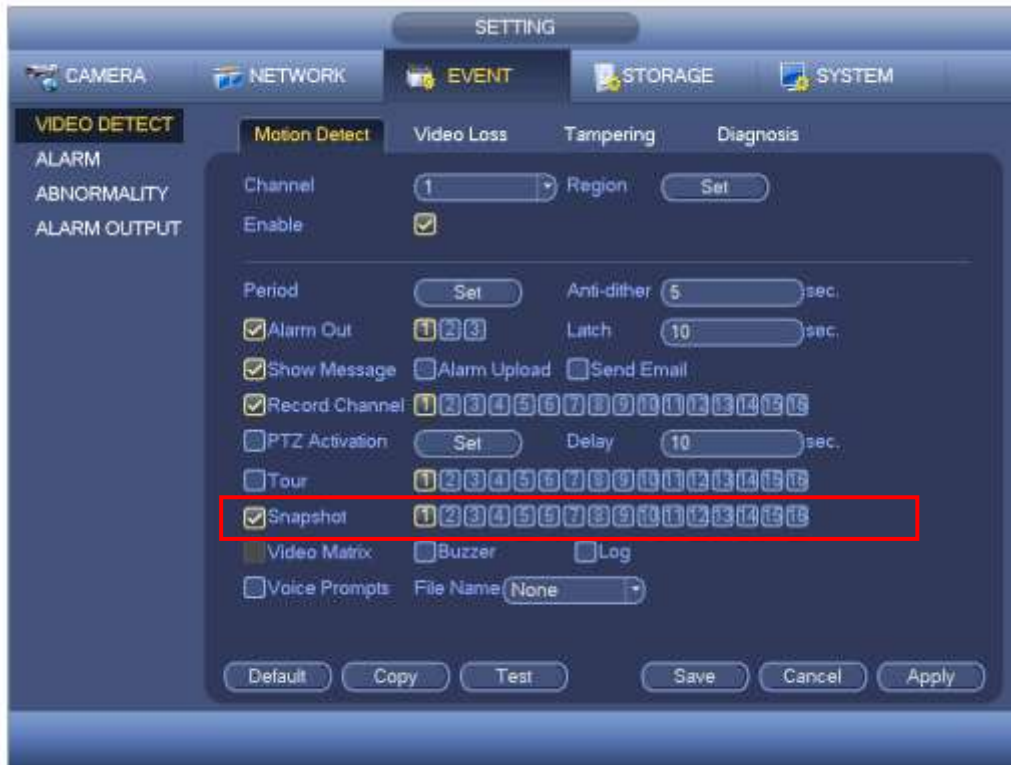 SETTING
CAMERA NETWORK EVENT STORAGE SYSTEM
VIDEO DETECT
ALARM
ABNORMALITY
ALARM OUTPUT
Motion Detect Video Loss Tampering Diagnosis
Channel 1 Region Set
Enable
Period Set Anti-dither 5 sec.
Alarm Out 1 2 3 Latch 10 sec.
Show Message Alarm Upload Send Email
Record Channel 1 2 3 4 5 6 7 8 9 10 11 12 13 14 15 16
PTZ Activation Set Delay 10 sec.
Tour 1 2 3 4 5 6 7 8 9 10 11 12 13 14 15 16
Snapshot 1 2 3 4 5 6 7 8 9 10 11 12 13 14 15 16
Video Matrix Buzzer Log
Voice Prompts File Name None
Default Copy Test Save Cancel Apply